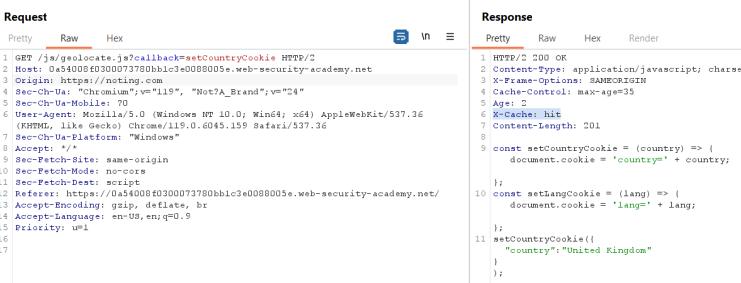 Request
Pretty Raw Hex
\n
1 GET /js/geolocate.js?callback=setCountryCookie HTTP/2
2 Host: 0a54008f0300073780bb1c3e0088005e.web-security-academy.net
3 Origin: https://noting.com
4 Sec-Ch-Ua: "Chromium";v="119", "Not?A_Brand";v="24"
5 Sec-Ch-Ua-Mobile: ?0
6 User-Agent: Mozilla/5.0 (Windows NT 10.0; Win64; x64) AppleWebKit/537.36
(KHTML, like Gecko) Chrome/119.0.6045.159 Safari/537.36
7 Sec-Ch-Ua-Platform: "Windows"
8 Accept: */*
9 Sec-Fetch-Site: same-origin
10 Sec-Fetch-Mode: no-cors
11 Sec-Fetch-Dest: script
12 Referer: https://0a54008f0300073780bb1c3e0088005e.web-security-academy.net/
13 Accept-Encoding: gzip, deflate, br
14 Accept-Language: en-US,en;q=0.9
15 Priority: u=1
16
17
Response
Pretty Raw Hex Render
1 HTTP/2 200 OK
2 Content-Type: application/javascript; charse
3 X-Frame-Options: SAMEORIGIN
4 Cache-Control: max-age=35
5 Age: 2
6 X-Cache: hit
7 Content-Length: 201
8
9 const setCountryCookie = (country) => {
document.cookie = 'country=' + country;
};
10 const setLangCookie = (lang) => {
document.cookie = 'lang=' + lang;
};
11 setCountryCookie({
"country":"United Kingdom"
}
);